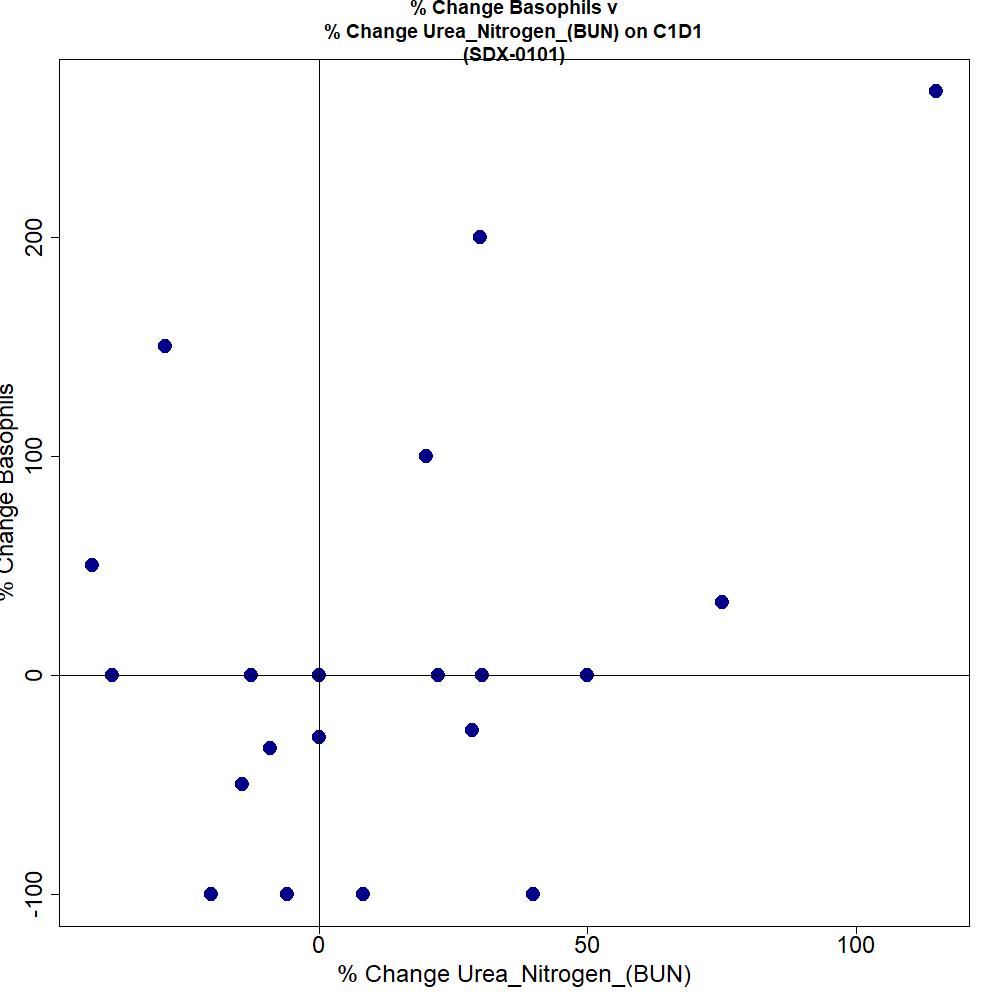 % Change Basophils v
% Change Urea_Nitrogen_(BUN) on C1D1
(SDX-0101)
% Change Basophils
200
100
0
-100
0
50
100
% Change Urea_Nitrogen_(BUN)